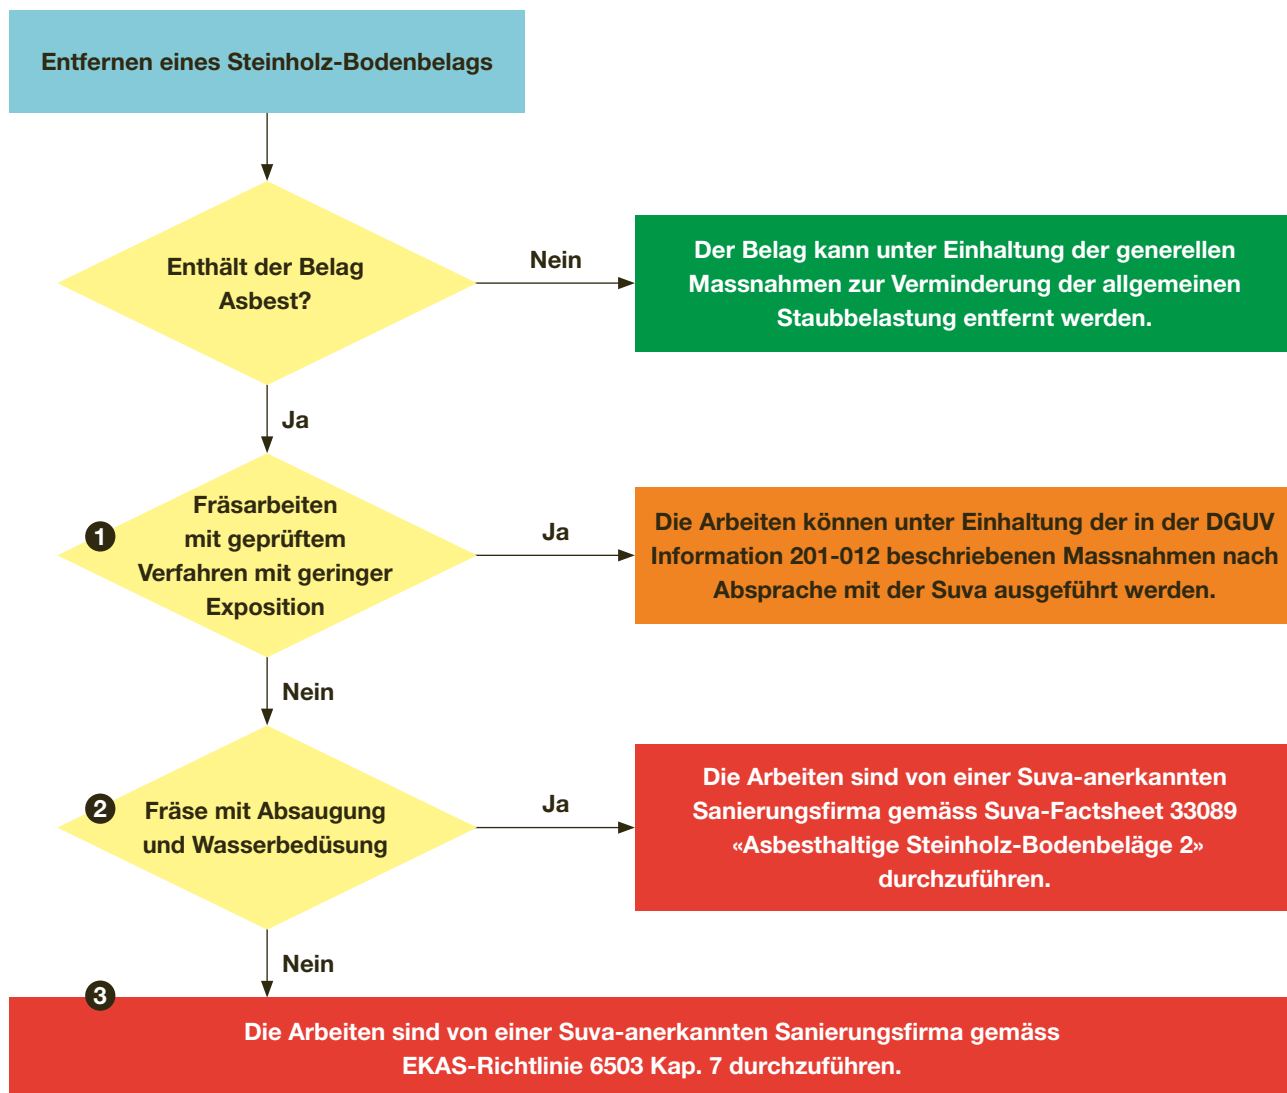 Entfernen eines Steinholz-Bodenbelags
Enthält der Belag
Asbest?
Nein
Der Belag kann unter Einhaltung der generellen
Massnahmen zur Verminderung der allgemeinen
Staubbelastung entfernt werden.
Ja
1
Fräsarbeiten
mit geprüftem
Verfahren mit geringer
Exposition
Ja
Die Arbeiten können unter Einhaltung der in der DGUV
Information 201-012 beschriebenen Massnahmen nach
Absprache mit der Suva ausgeführt werden.
Nein
2
Fräse mit Absaugung
und Wasserbedüsung
Ja
Die Arbeiten sind von einer Suva-anerkannten
Sanierungsfirma gemäss Suva-Factsheet 33089
«Asbesthaltige Steinholz-Bodenbeläge 2»
durchzuführen.
Nein
3
Die Arbeiten sind von einer Suva-anerkannten Sanierungsfirma gemäss
EKAS-Richtlinie 6503 Kap. 7 durchzuführen.